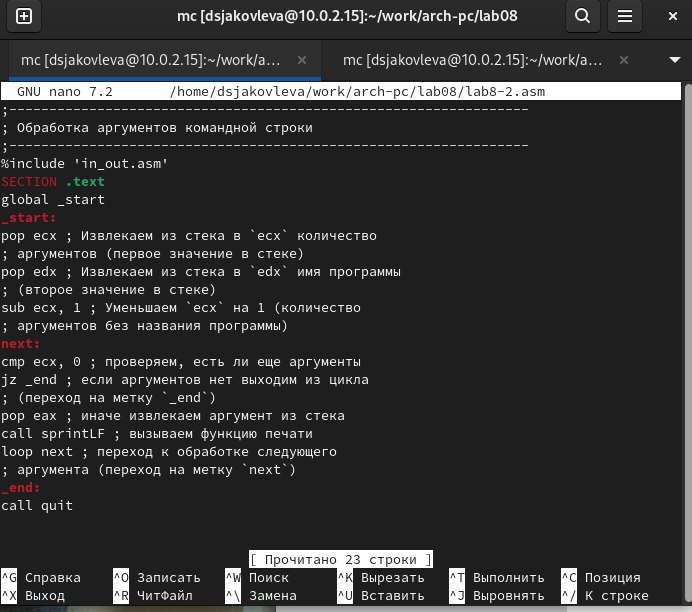 mc [dsjakovleva@10.0.2.15]:~/work/arch-pc/lab08
mc [dsjakovleva@10.0.2.15]:~/work/a... × mc [dsjakovleva@10.0.2.15]:~/work/a... ×
GNU nano 7.2 /home/dsjakovleva/work/arch-pc/lab08/lab8-2.asm
;-----------------------------------------------------------------
; Обработка аргументов командной строки
;-----------------------------------------------------------------
%include 'in_out.asm'
SECTION .text
global _start
_start:
pop ecx ; Извлекаем из стека в `ecx` количество
; аргументов (первое значение в стеке)
pop edx ; Извлекаем из стека в `edx` имя программы
; (второе значение в стеке)
sub ecx, 1 ; Уменьшаем `ecx` на 1 (количество
; аргументов без названия программы)
next:
cmp ecx, 0 ; проверяем, есть ли еще аргументы
jz _end ; если аргументов нет выходим из цикла
; (переход на метку `_end`)
pop eax ; иначе извлекаем аргумент из стека
call sprintLF ; вызываем функцию печати
loop next ; переход к обработке следующего
; аргумента (переход на метку `next`)
_end:
call quit
[ Прочитано 23 строки ]
^G Справка ^O Записать ^W Поиск ^K Вырезать ^T Выполнить ^C Позиция
^X Выход ^R ЧитФайл ^\ Замена ^U Вставить ^J Выровнять ^/ К строке